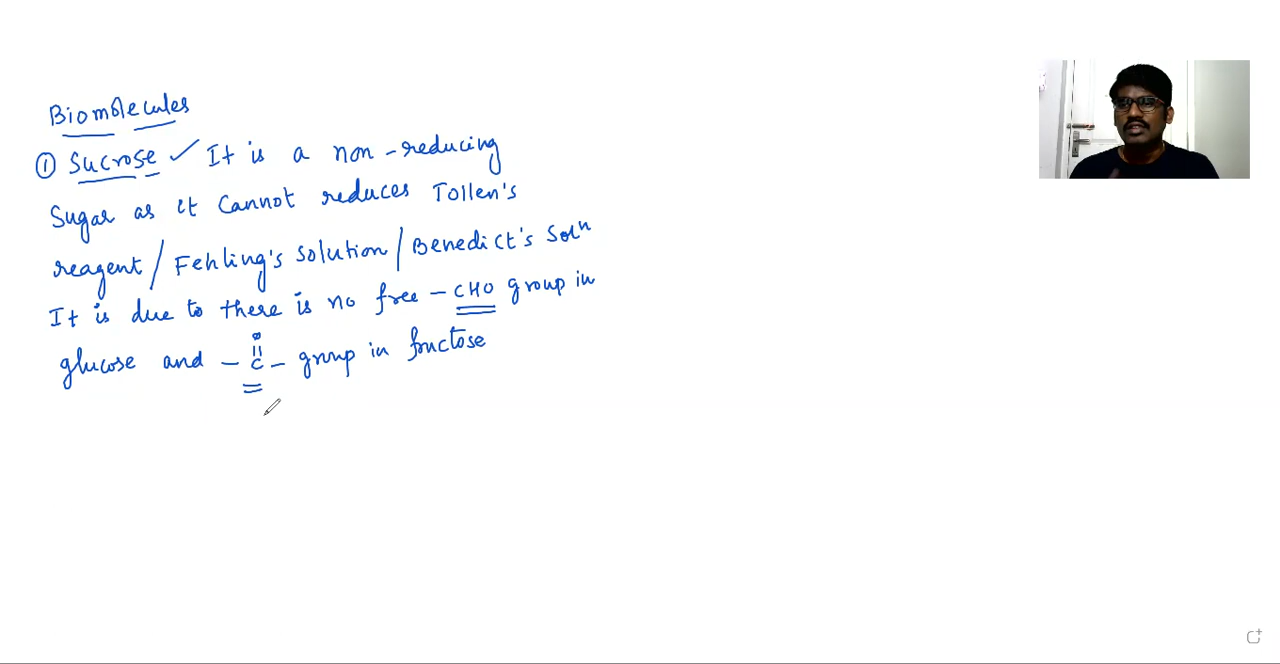 Biomolecules
① Sucrose ✓ It is a non-reducing
Sugar as it cannot reduces Tollen's
reagent / Fehling's solution / Benedict's Solⁿ
It is due to there is no free -CHO group in
O
||
glucose and - C - group in fructose